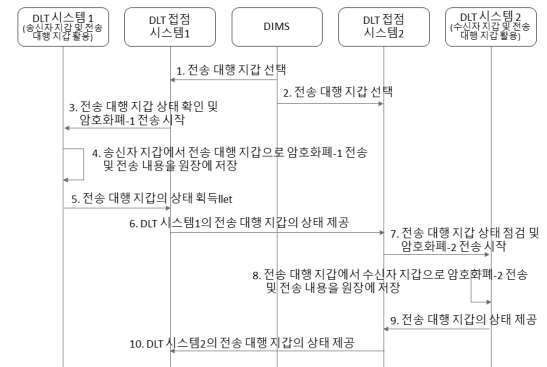 DLT 시스템 1
(송신자 지갑 및 전송
대행 지갑 활용)
DLT 접점
시스템1
DIMS
DLT 접점
시스템2
DLT 시스템 2
(수신자 지갑 및 전송
대행 지갑 활용)
1. 전송 대행 지갑 선택
2. 전송 대행 지갑 선택
3. 전송 대행 지갑 상태 확인 및
암호화폐-1 전송 시작
4. 송신자 지갑에서 전송 대행 지갑으로 암호화폐-1 전송
및 전송 내용을 원장에 저장
5. 전송 대행 지갑의 상태 획득llet
6. DLT 시스템1의 전송 대행 지갑의 상태 제공
7. 전송 대행 지갑 상태 점검 및
암호화폐-2 전송 시작
8. 전송 대행 지갑에서 수신자 지갑으로 암호화폐-2 전송
및 전송 내용을 원장에 저장
9. 전송 대행 지갑의 상태 제공
10. DLT 시스템2의 전송 대행 지갑의 상태 제공